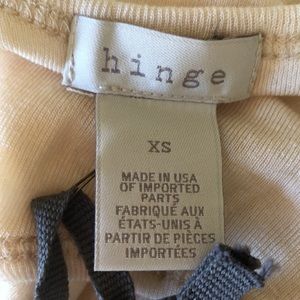 hinge
XS
MADE IN USA
OF IMPORTED
PARTS
FABRIQUÉ AUX
ÉTATS-UNIS À
PARTIR DE PIÈCES
IMPORTÉES